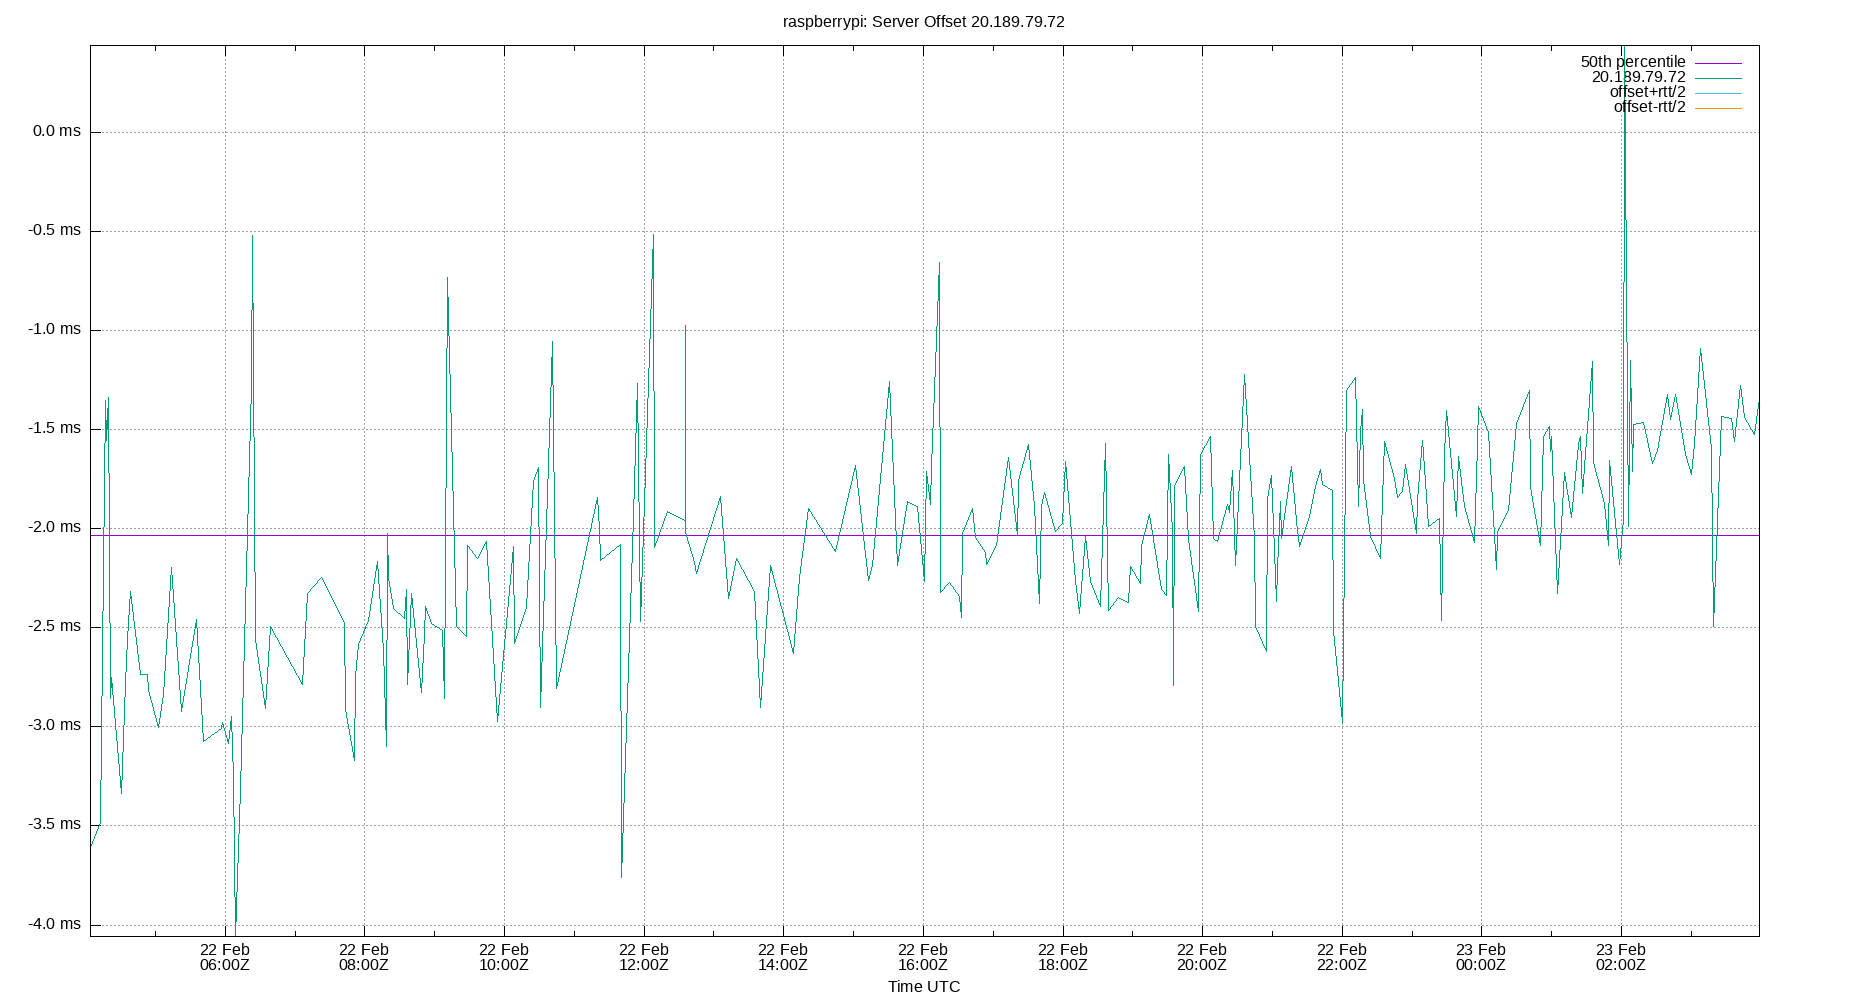 raspberrypi: Server Offset 20.189.79.72
50th percentile
20.189.79.72
offset+rtt/2
offset-rtt/2
0.0 ms
-0.5 ms
-1.0 ms
-1.5 ms
-2.0 ms
-2.5 ms
-3.0 ms
-3.5 ms
-4.0 ms
22 Feb 22 Feb 22 Feb 22 Feb 22 Feb 22 Feb 22 Feb 22 Feb 22 Feb 23 Feb 23 Feb
06:00Z 08:00Z 10:00Z 12:00Z 14:00Z 16:00Z 18:00Z 20:00Z 22:00Z 00:00Z 02:00Z
Time UTC